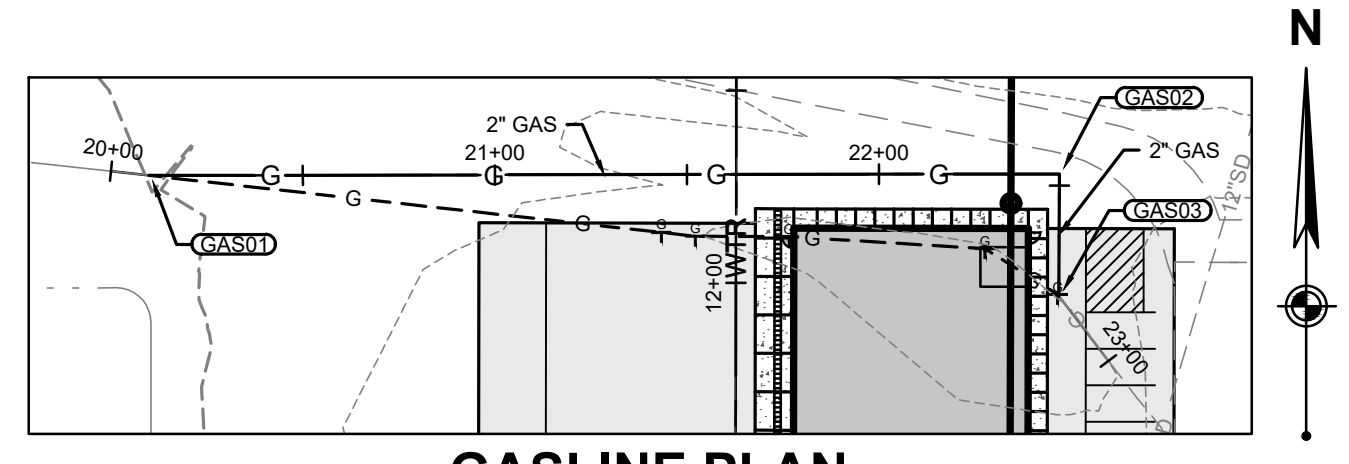 N
GAS02
2" GAS
20+00
21+00
22+00
2" GAS
G
G
G
G
12"SD
G
GAS03
GAS01
G
G
G
G
G
G
W
12+00
G
G
G
23+00
GASLINE PLAN